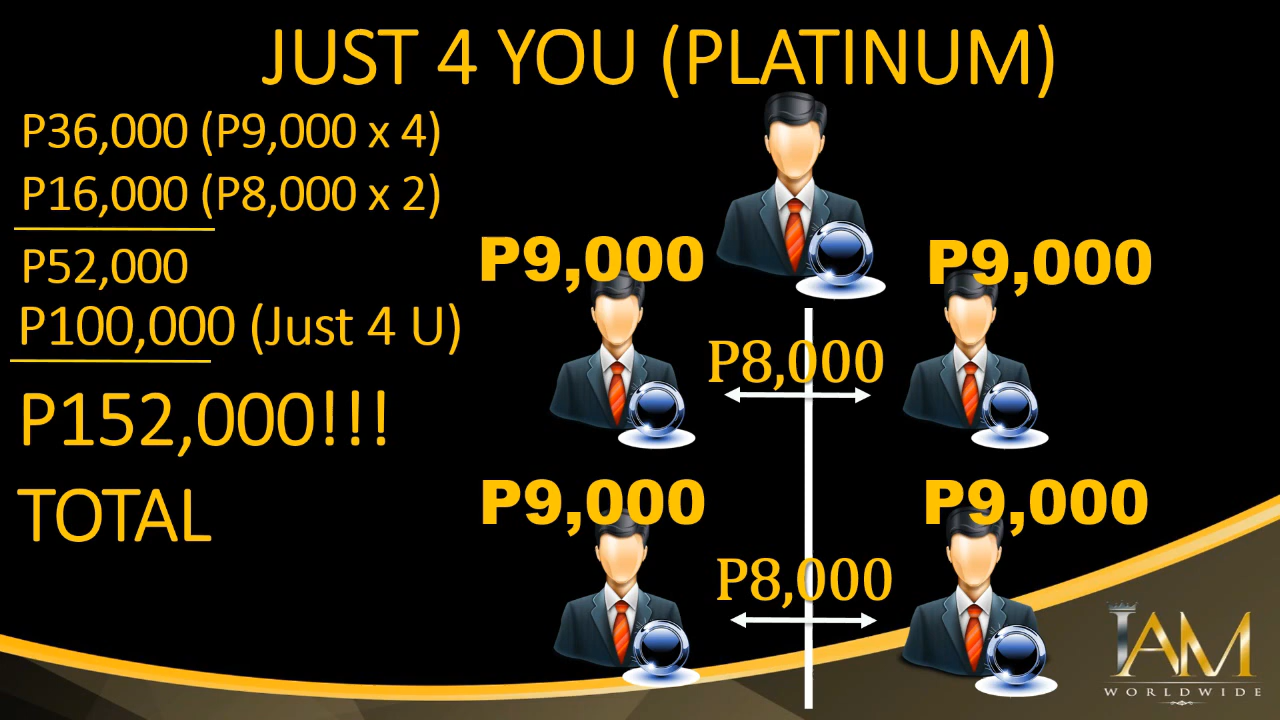 JUST 4 YOU (PLATINUM)
P36,000 (P9,000 x 4)
P16,000 (P8,000 x 2)
P52,000
P100,000 (Just 4 U)
P152,000!!!
TOTAL
P9,000
P9,000
P8,000
P9,000
P9,000
P8,000
IAM
WORLDWIDE